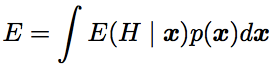 E = ∫ E(H | x)p(x)dx